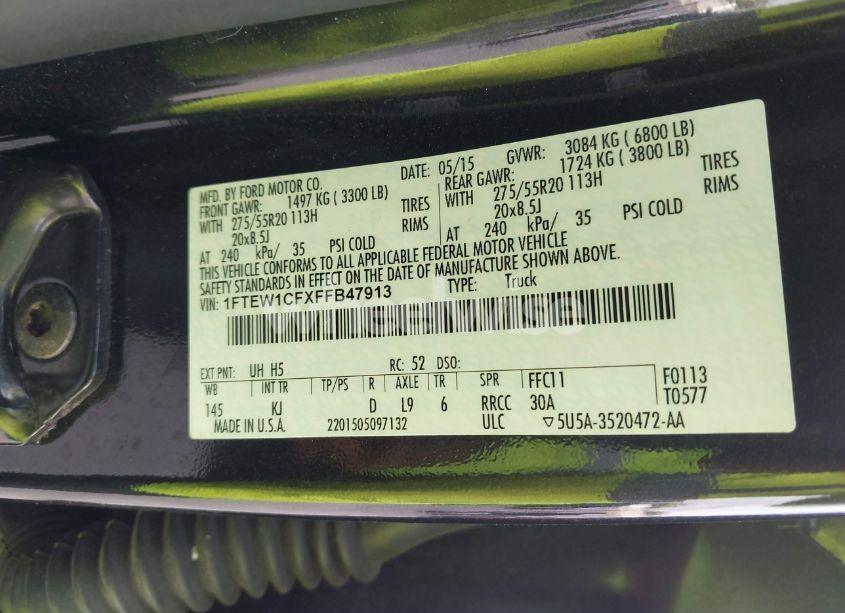 MFD. BY FORD MOTOR CO. DATE: 05/15 GVWR: 3084 KG ( 6800 LB)
FRONT GAWR: 1497 KG ( 3300 LB) REAR GAWR: 1724 KG ( 3800 LB)
WITH 275/55R20 113H TIRES WITH 275/55R20 113H TIRES
20x8.5J RIMS 20x8.5J RIMS
AT 240 kPa/ 35 PSI COLD AT 240 kPa/ 35 PSI COLD
THIS VEHICLE CONFORMS TO ALL APPLICABLE FEDERAL MOTOR VEHICLE
SAFETY STANDARDS IN EFFECT ON THE DATE OF MANUFACTURE SHOWN ABOVE.
VIN: 1FTEW1CFXFFB47913 TYPE: Truck
EXT PNT: UH H5 RC: 52 DSO:
WB INT TR TP/PS R AXLE TR SPR FFC11 F0113
145 KJ D L9 6 RRCC 30A T0577
MADE IN U.S.A. 2201505097132 ULC ▽5U5A-3520472-AA